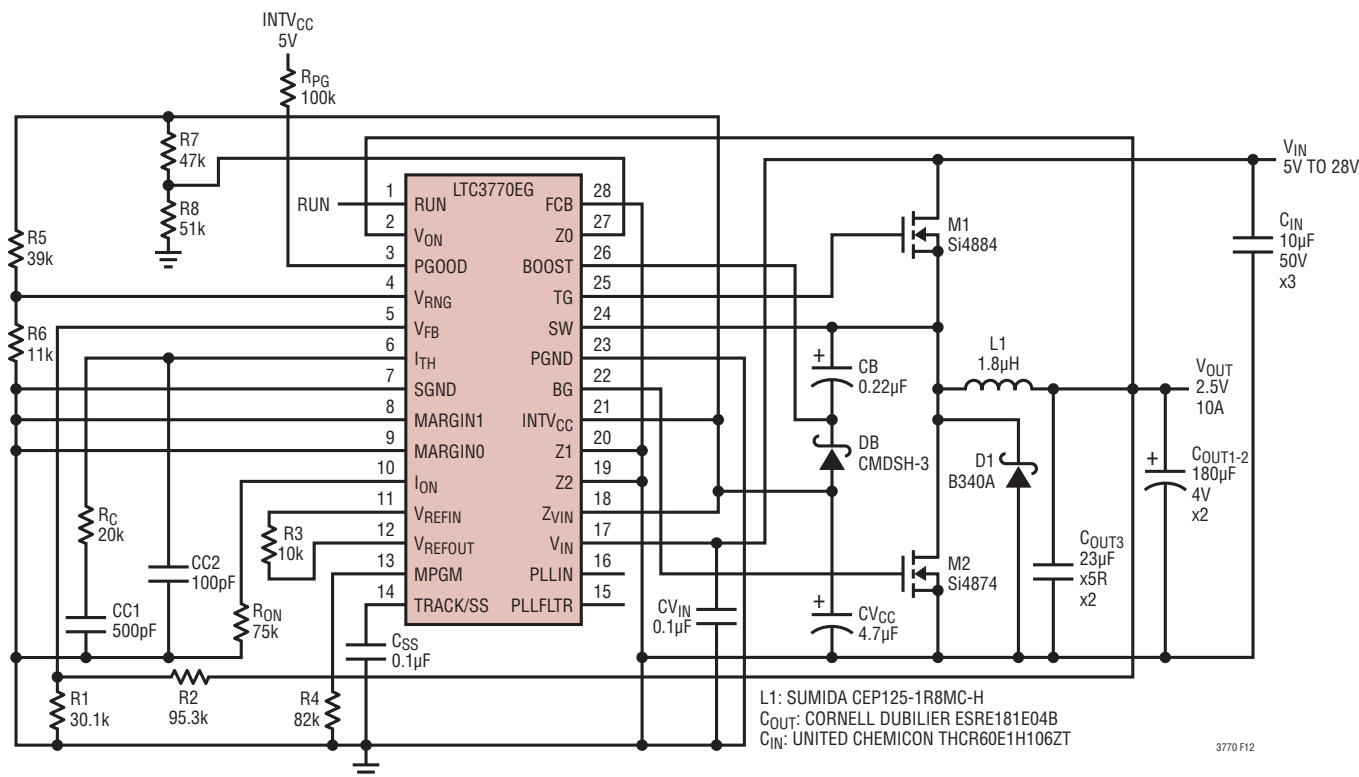 INTVCC
5V
RPG
100k
R7
47k
R8
51k
R5
39k
R6
11k
RC
20k
CC1
500pF
CC2
100pF
RON
75k
R3
10k
R1
30.1k
R2
95.3k
R4
82k
CSS
0.1µF
RUN
LTC3770EG
1 RUN
2 VON
3 PGOOD
4 VRNG
5 VFB
6 ITH
7 SGND
8 MARGIN1
9 MARGIN0
10 ION
11 VREFIN
12 VREFOUT
13 MPGM
14 TRACK/SS
FCB 28
Z0 27
BOOST 26
TG 25
SW 24
PGND 23
BG 22
INTVCC 21
Z1 20
Z2 19
ZVIN 18
VIN 17
PLLIN 16
PLLFLTR 15
CVIN
0.1µF
+
CB
0.22µF
DB
CMDSH-3
+
CVCC
4.7µF
M1
Si4884
L1
1.8µH
D1
B340A
M2
Si4874
VIN
5V TO 28V
CIN
10µF
50V
x3
VOUT
2.5V
10A
+
COUT1-2
180µF
4V
x2
COUT3
23µF
x5R
x2
L1: SUMIDA CEP125-1R8MC-H
COUT: CORNELL DUBILIER ESRE181E04B
CIN: UNITED CHEMICON THCR60E1H106ZT
3770 F12